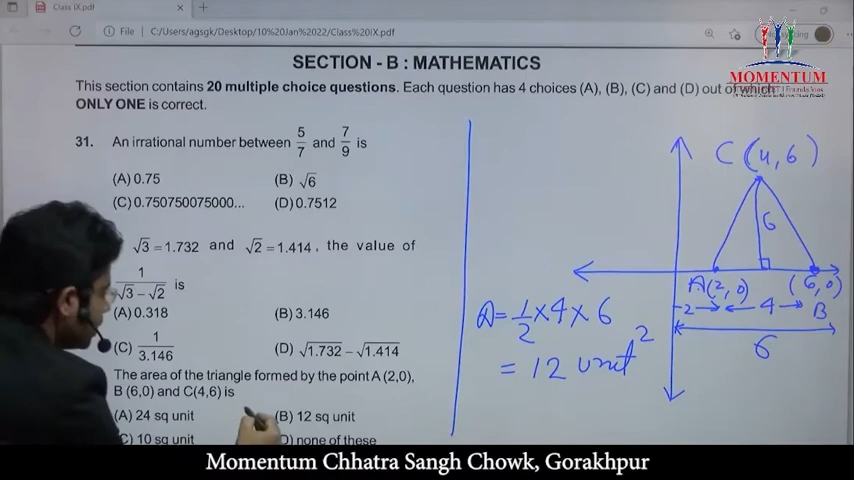 Class IX.pdf
File | C:/Users/agsgk/Desktop/10%20Jan%2022/Class%20IX.pdf
MOMENTUM
SECTION - B : MATHEMATICS
This section contains 20 multiple choice questions. Each question has 4 choices (A), (B), (C) and (D) out of which
ONLY ONE is correct.
31. An irrational number between 5/7 and 7/9 is
(A) 0.75 (B) √6
(C) 0.750750075000... (D) 0.7512
√3 = 1.732 and √2 = 1.414 , the value of
1/(√3 − √2) is
(A) 0.318 (B) 3.146
(C) 1/3.146 (D) √1.732 − √1.414
The area of the triangle formed by the point A (2,0),
B (6,0) and C(4,6) is
(A) 24 sq unit (B) 12 sq unit
C) 10 sq unit D) none of these
C (4, 6)
6
A(2, 0) (6, 0)
2 4 B
6
A = 1/2 × 4 × 6
= 12 unit²
Momentum Chhatra Sangh Chowk, Gorakhpur